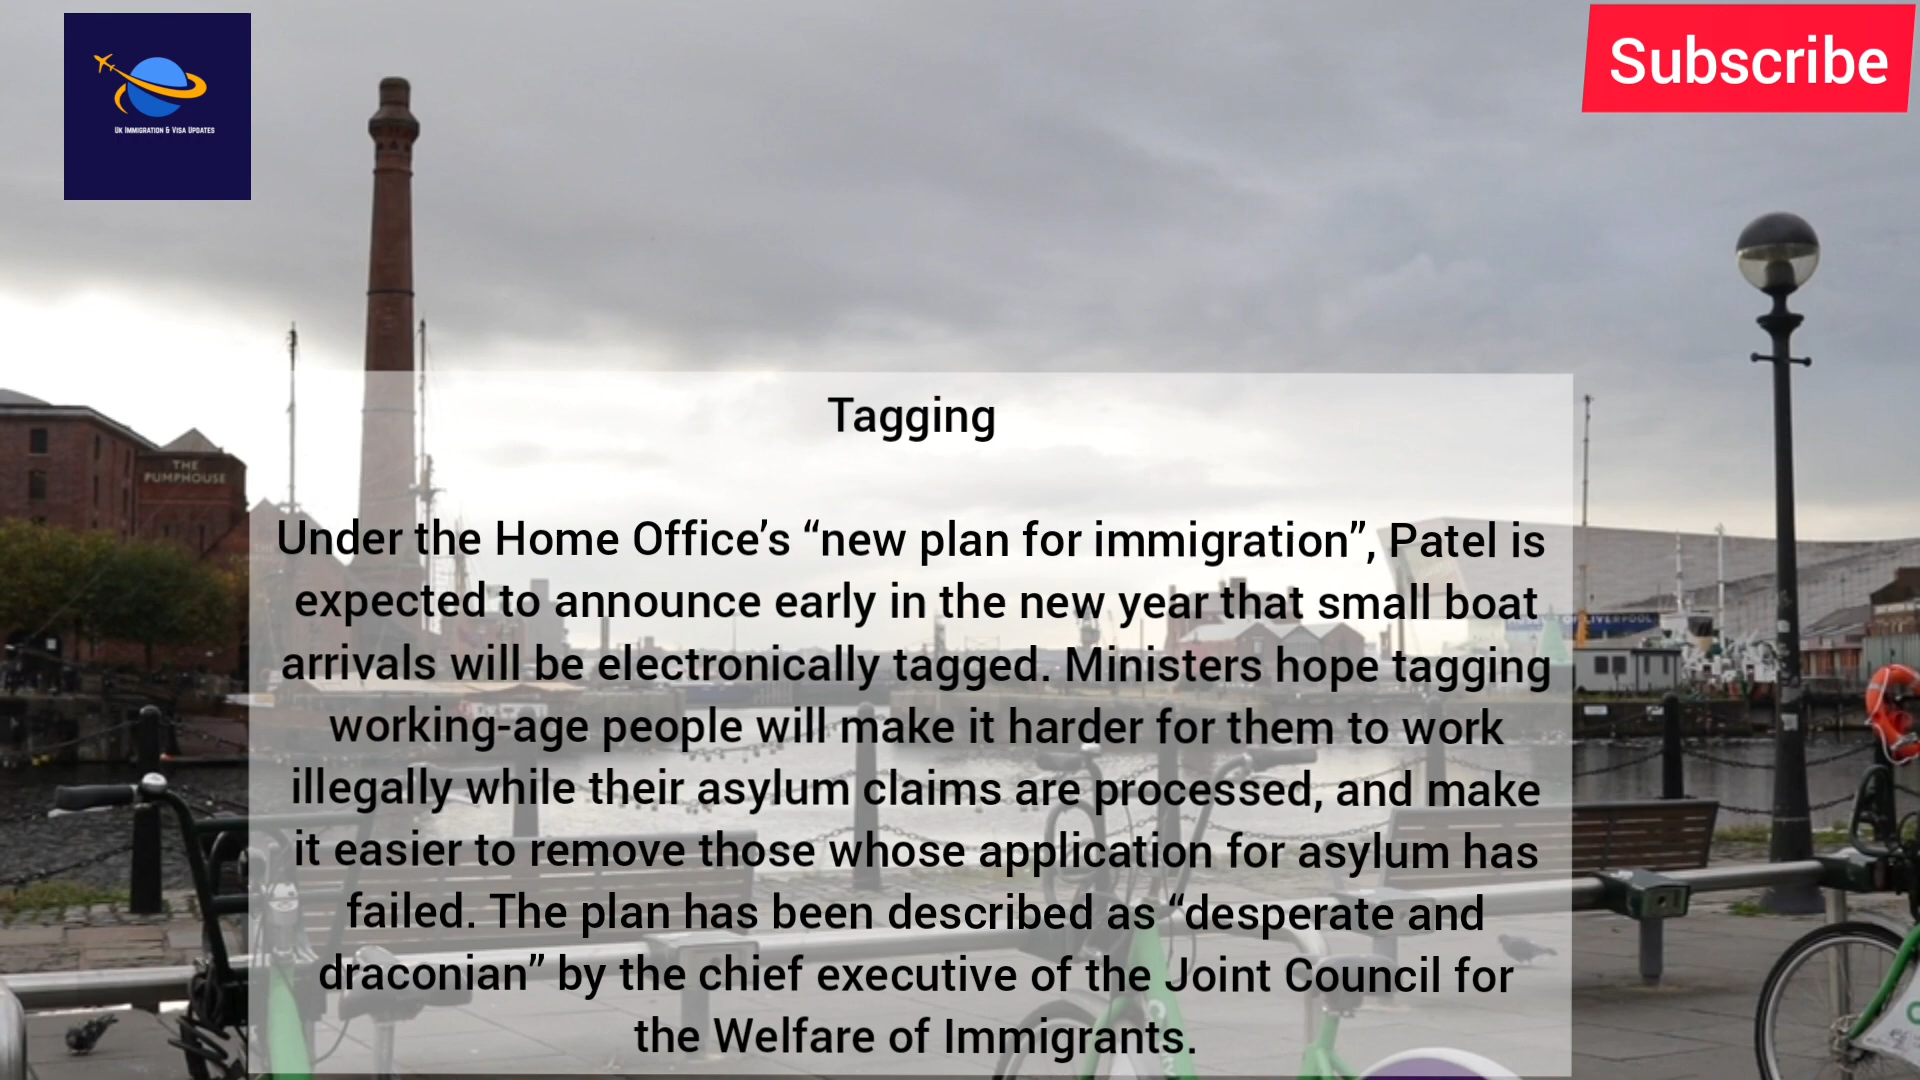 UK Immigration & Visa Updates
Subscribe
THE
PUMPHOUSE
Tagging
Under the Home Office’s “new plan for immigration”, Patel is
expected to announce early in the new year that small boat
arrivals will be electronically tagged. Ministers hope tagging
working-age people will make it harder for them to work
illegally while their asylum claims are processed, and make
it easier to remove those whose application for asylum has
failed. The plan has been described as “desperate and
draconian” by the chief executive of the Joint Council for
the Welfare of Immigrants.
OF LIVERPOOL